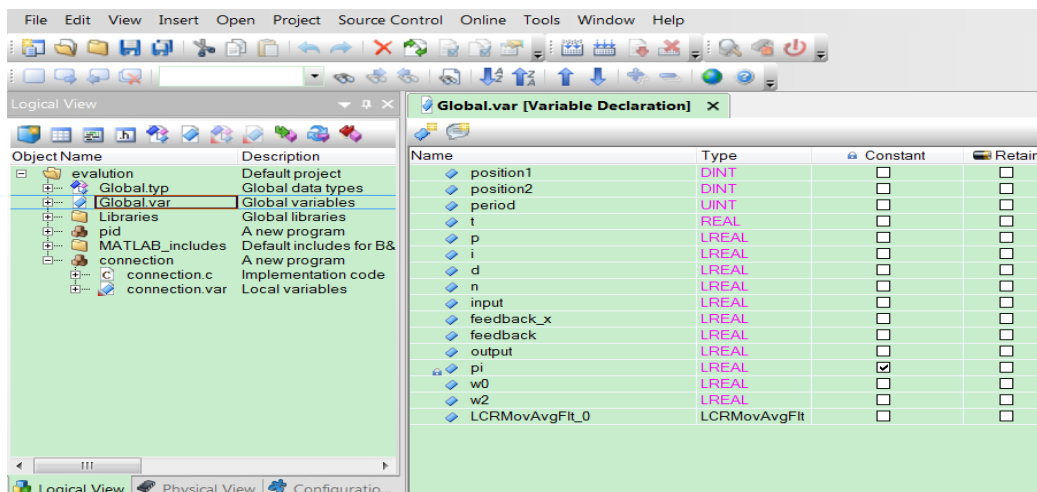 File Edit View Insert Open Project Source Control Online Tools Window Help
Logical View
Global.var [Variable Declaration]
Object Name Description
evalution Default project
Global.typ Global data types
Global.var Global variables
Libraries Global libraries
pid A new program
MATLAB_includes Default includes for B&
connection A new program
connection.c Implementation code
connection.var Local variables
Name Type Constant Retain
position1 DINT
position2 DINT
period UINT
t REAL
p LREAL
i LREAL
d LREAL
n LREAL
input LREAL
feedback_x LREAL
feedback LREAL
output LREAL
pi LREAL
w0 LREAL
w2 LREAL
LCRMovAvgFlt_0 LCRMovAvgFlt
Logical View Physical View Configuratio...